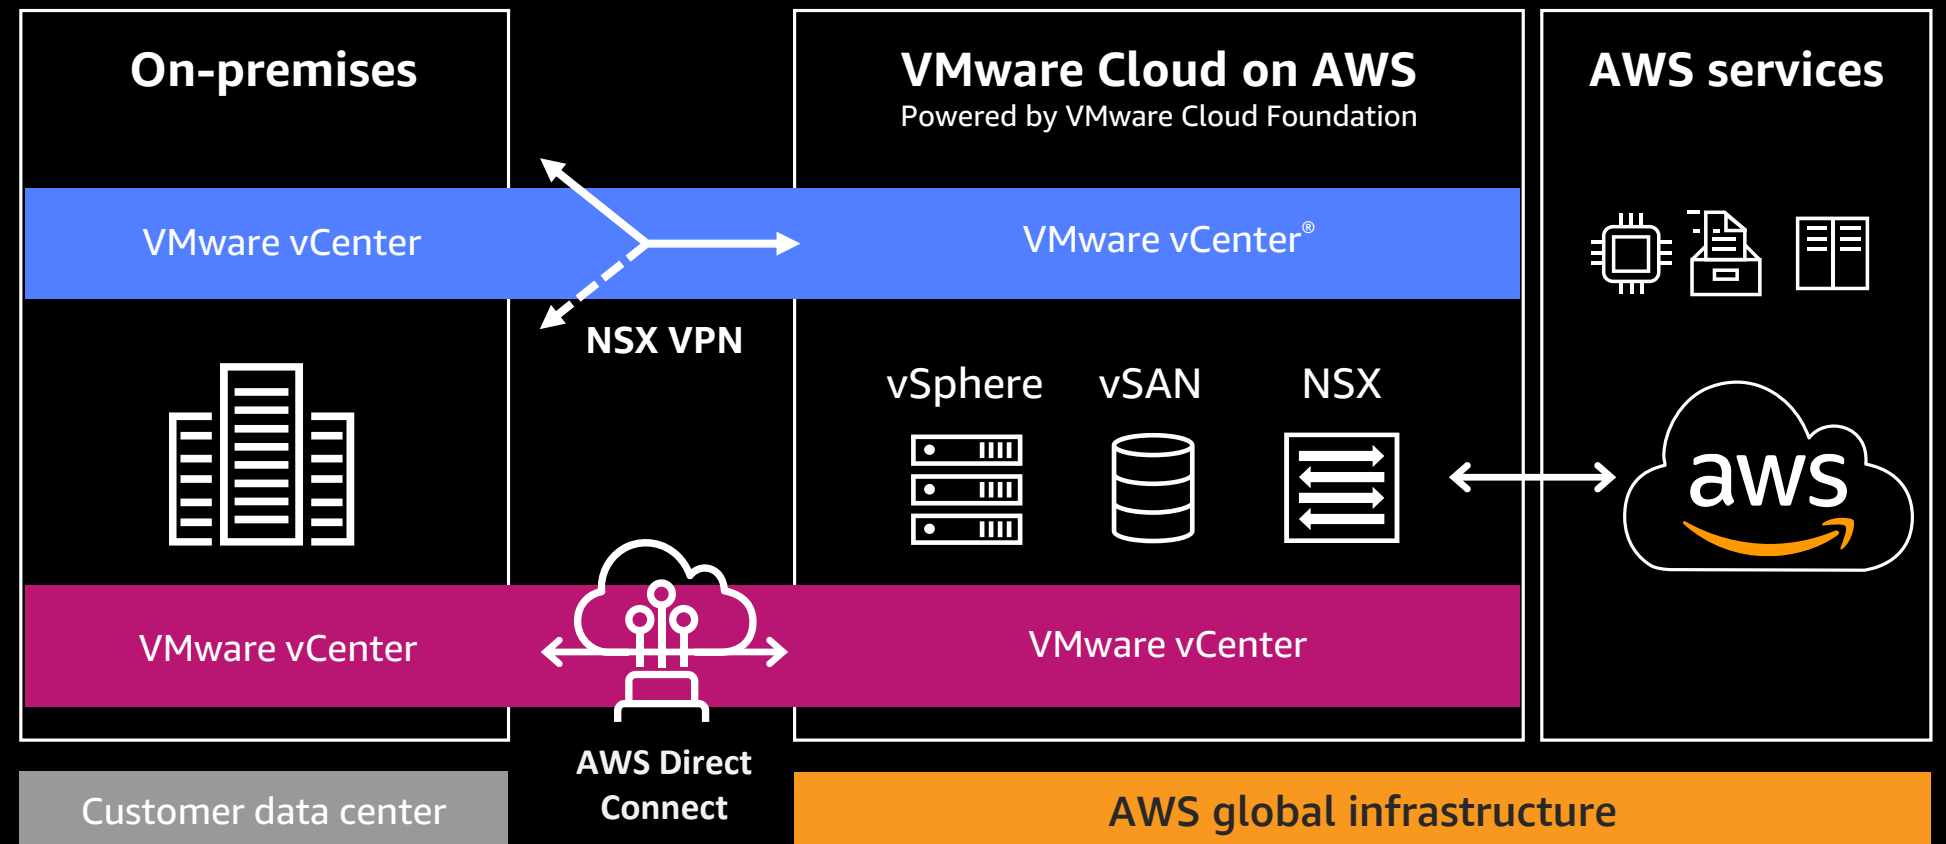 On-premises
VMware Cloud on AWS
Powered by VMware Cloud Foundation
AWS services
VMware vCenter
VMware vCenter®
NSX VPN
vSphere
vSAN
NSX
aws
VMware vCenter
VMware vCenter
AWS Direct
Connect
Customer data center
AWS global infrastructure